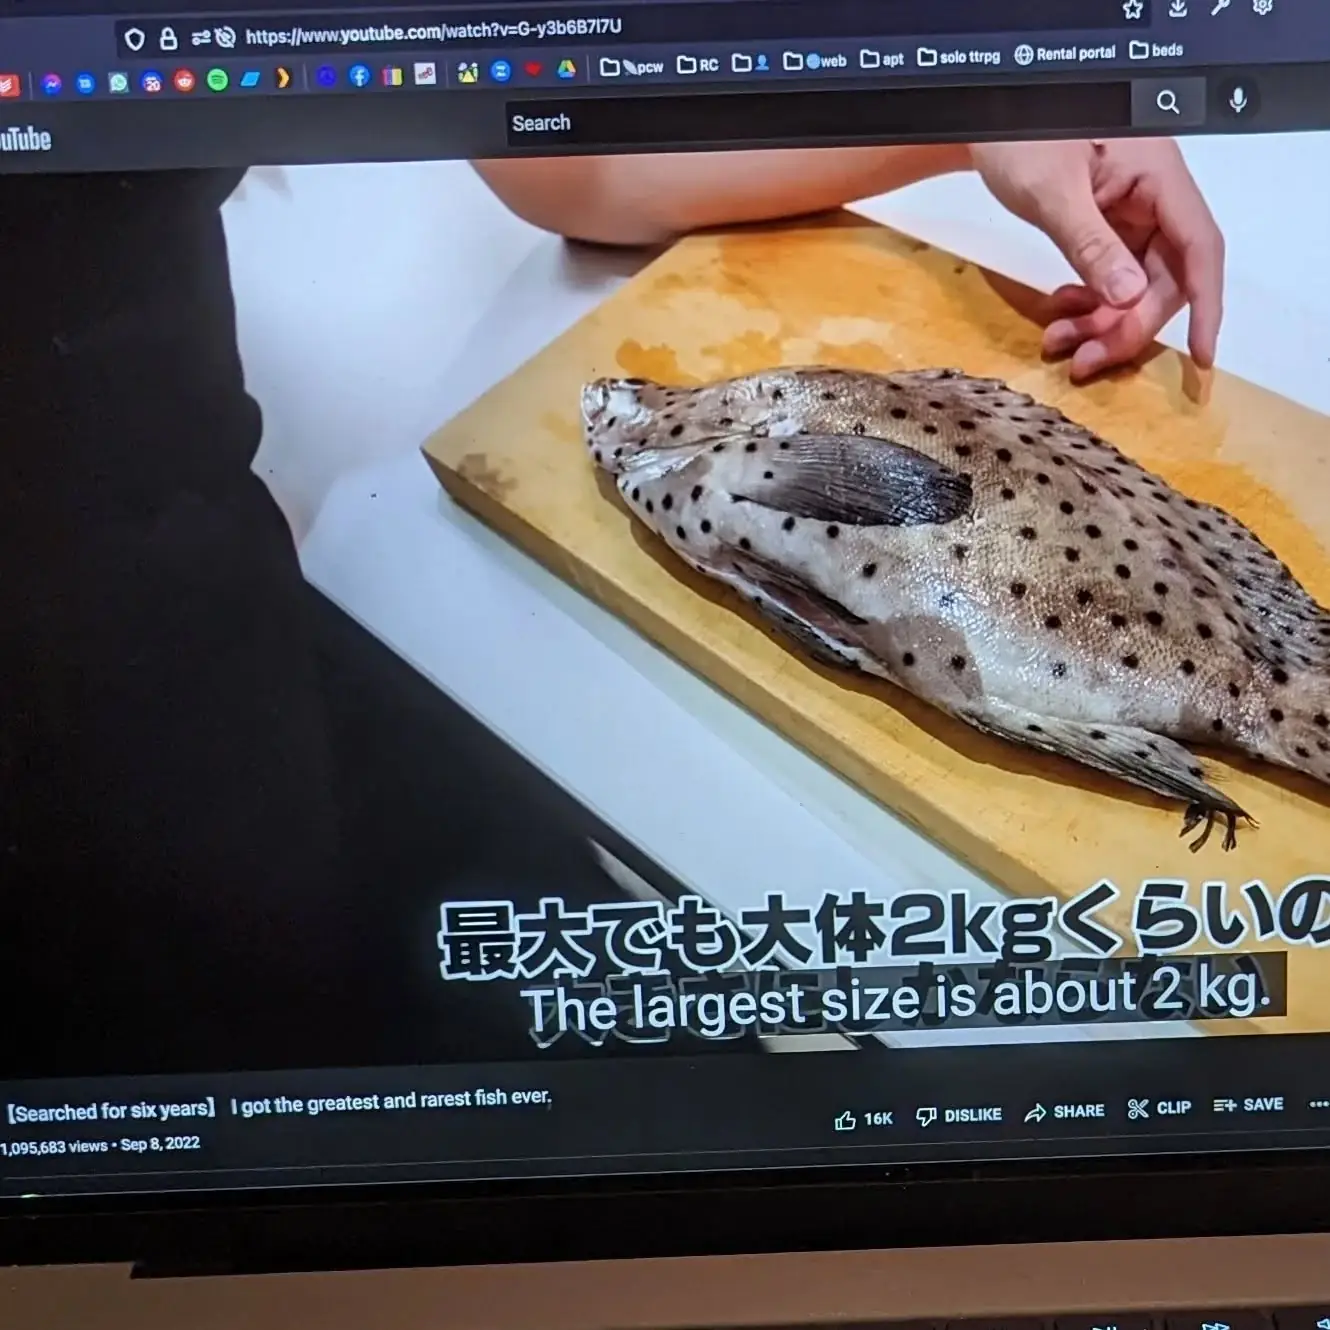 https://www.youtube.com/watch?v=G-y3b6B7I7U
pcw RC web apt solo ttrpg Rental portal beds
20
uTube
Search
最大でも大体2kgくらいの
The largest size is about 2 kg.
【Searched for six years】 I got the greatest and rarest fish ever.
1,095,683 views • Sep 8, 2022
16K DISLIKE SHARE CLIP SAVE